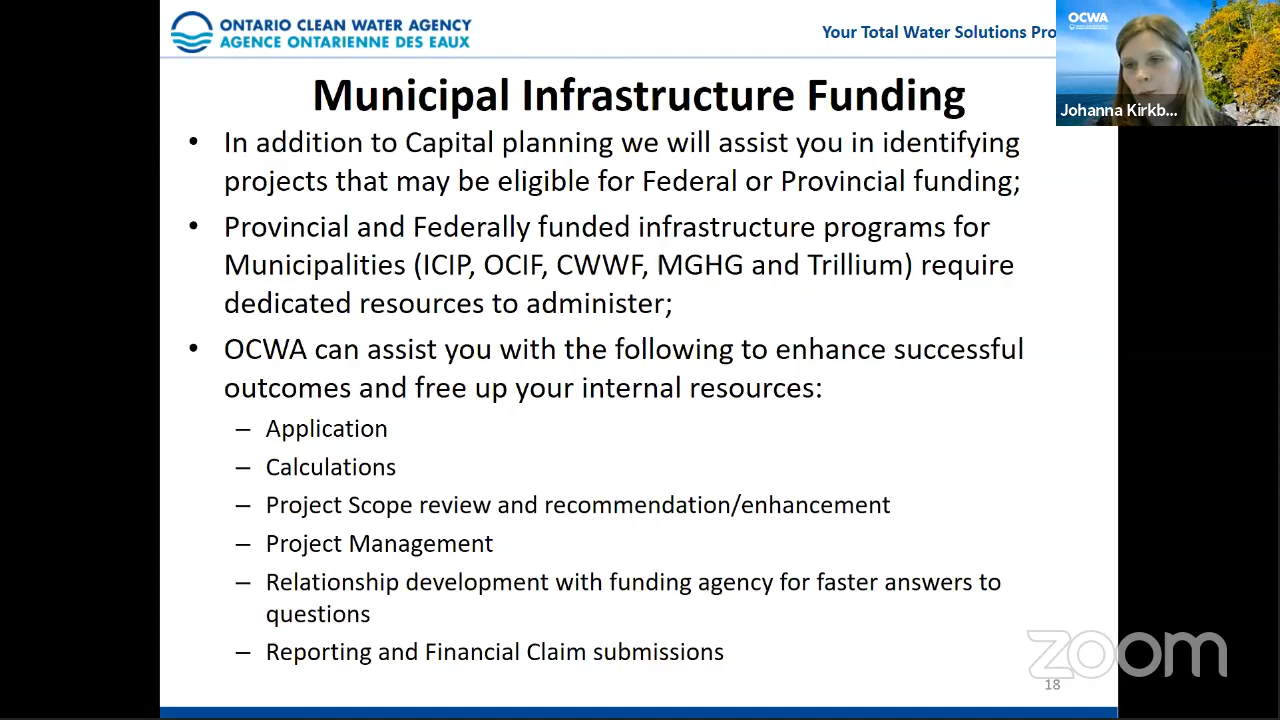 ONTARIO CLEAN WATER AGENCY
AGENCE ONTARIENNE DES EAUX
Your Total Water Solutions Pro
OCWA
Johanna Kirkb...
Municipal Infrastructure Funding
• In addition to Capital planning we will assist you in identifying
projects that may be eligible for Federal or Provincial funding;
• Provincial and Federally funded infrastructure programs for
Municipalities (ICIP, OCIF, CWWF, MGHG and Trillium) require
dedicated resources to administer;
• OCWA can assist you with the following to enhance successful
outcomes and free up your internal resources:
– Application
– Calculations
– Project Scope review and recommendation/enhancement
– Project Management
– Relationship development with funding agency for faster answers to
questions
– Reporting and Financial Claim submissions
zoom
18